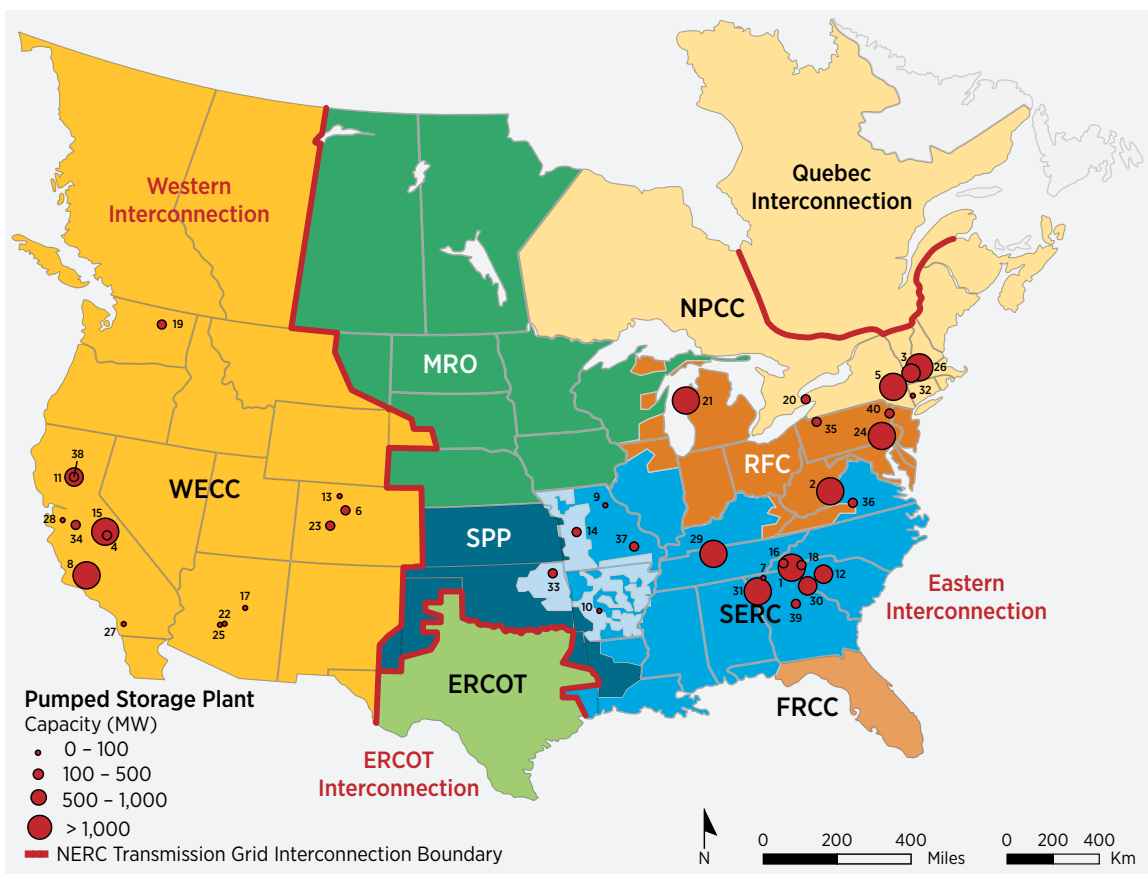 Quebec
Interconnection
Western
Interconnection
NPCC
19
MRO
3
26
5
32
21
20
40
35
24
38
11
WECC
RFC
2
36
13
6
9
28
15
23
SPP
14
34
4
37
29
16
18
8
33
7
12
1
31
30
17
10
SERC
39
Eastern
Interconnection
22
27
25
ERCOT
FRCC
ERCOT
Interconnection
Pumped Storage Plant
Capacity (MW)
0 – 100
100 – 500
500 – 1,000
> 1,000
NERC Transmission Grid Interconnection Boundary
N
0 200 400
Miles
0 200 400
Km